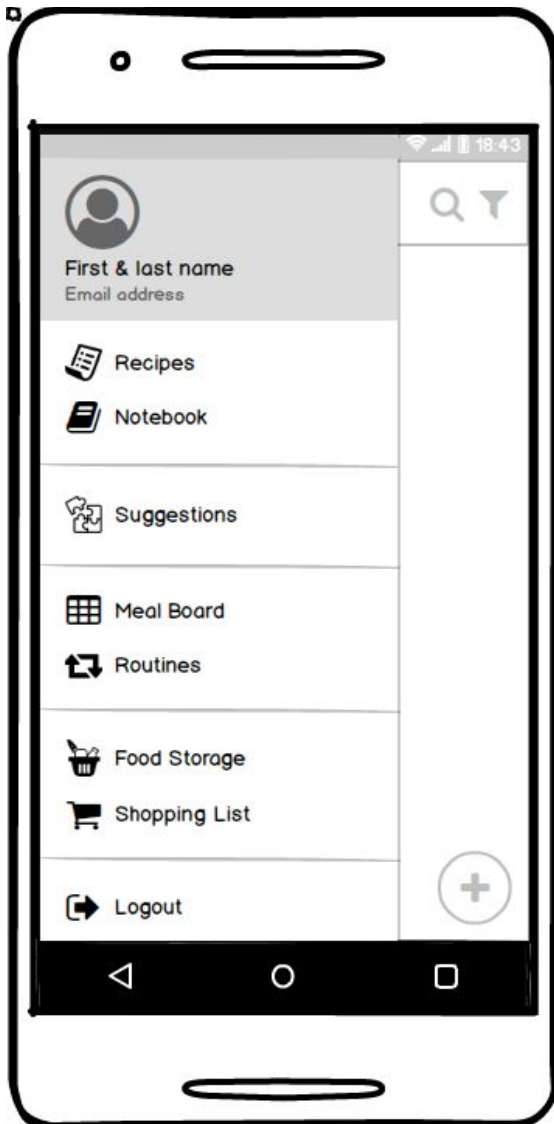 18:43
First & last name
Email address
Recipes
Notebook
Suggestions
Meal Board
Routines
Food Storage
Shopping List
Logout